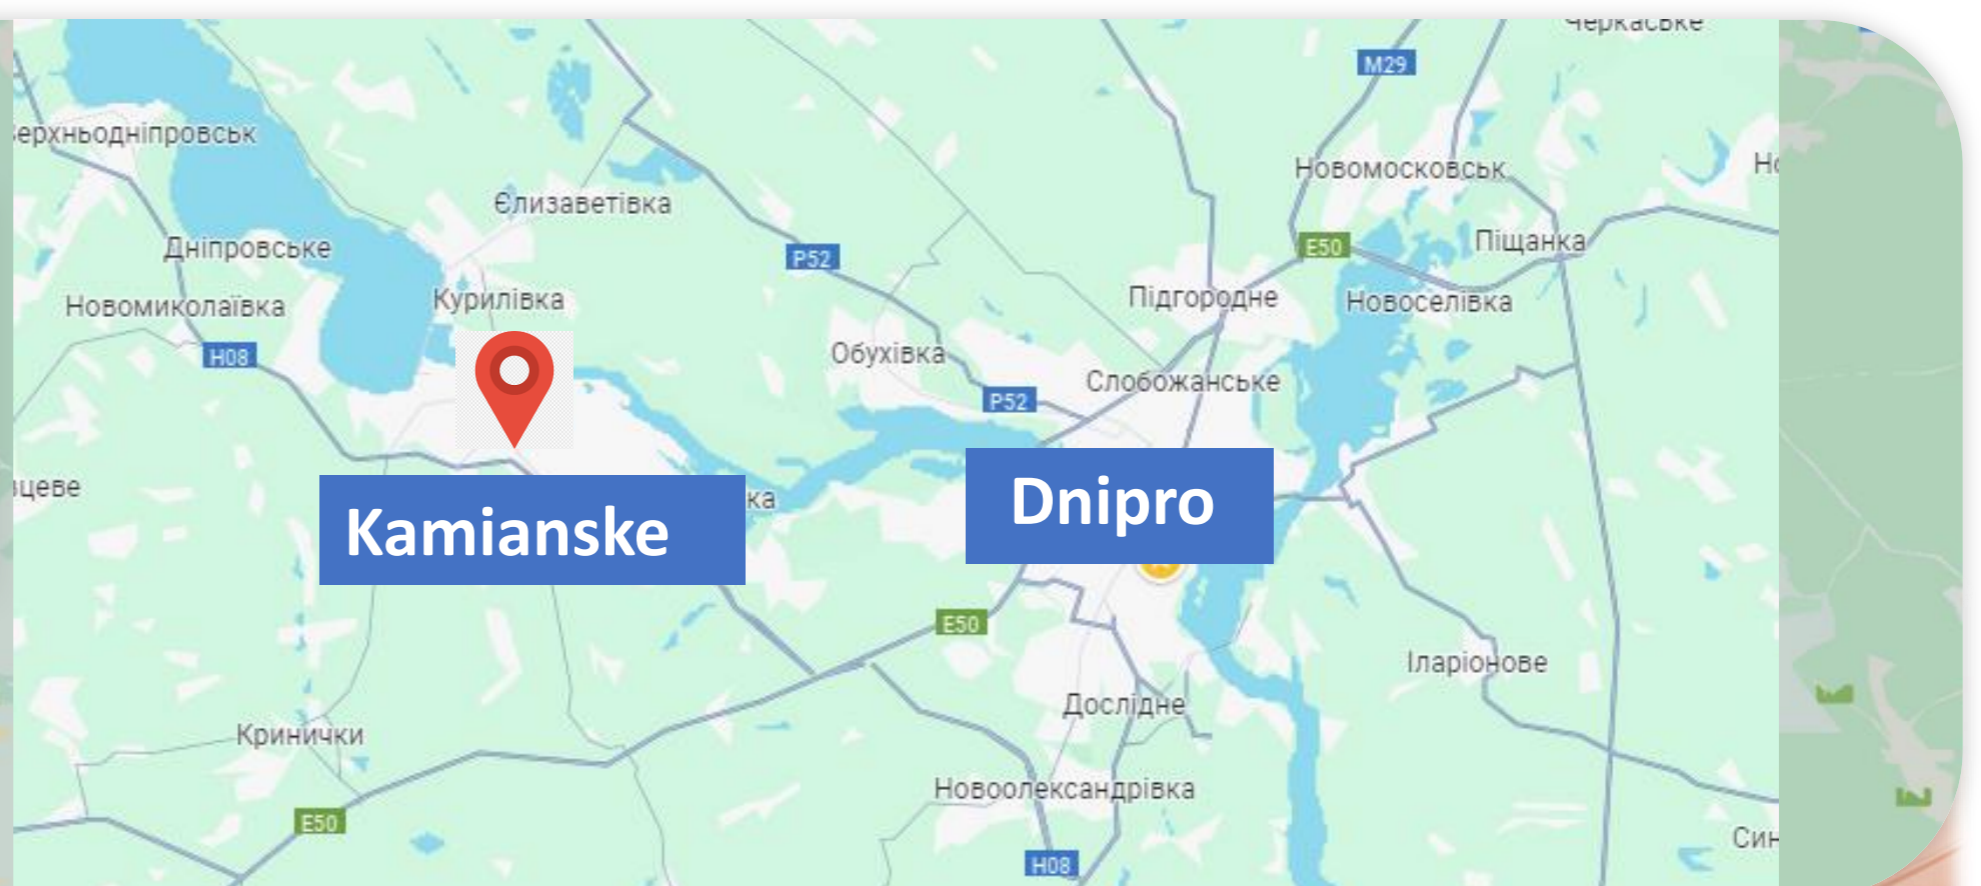 Черкаське
M29
ерхньодніпровськ
Новомосковськ
Но
Єлизаветівка
Дніпровське
P52
E50
Піщанка
Новомиколаївка
Курилівка
Підгородне
Новоселівка
H08
Обухівка
Слобожанське
P52
цеве
ка
Dnipro
Kamianske
E50
Іларіонове
Дослідне
Кринички
Новоолександрівка
E50
Син
H08